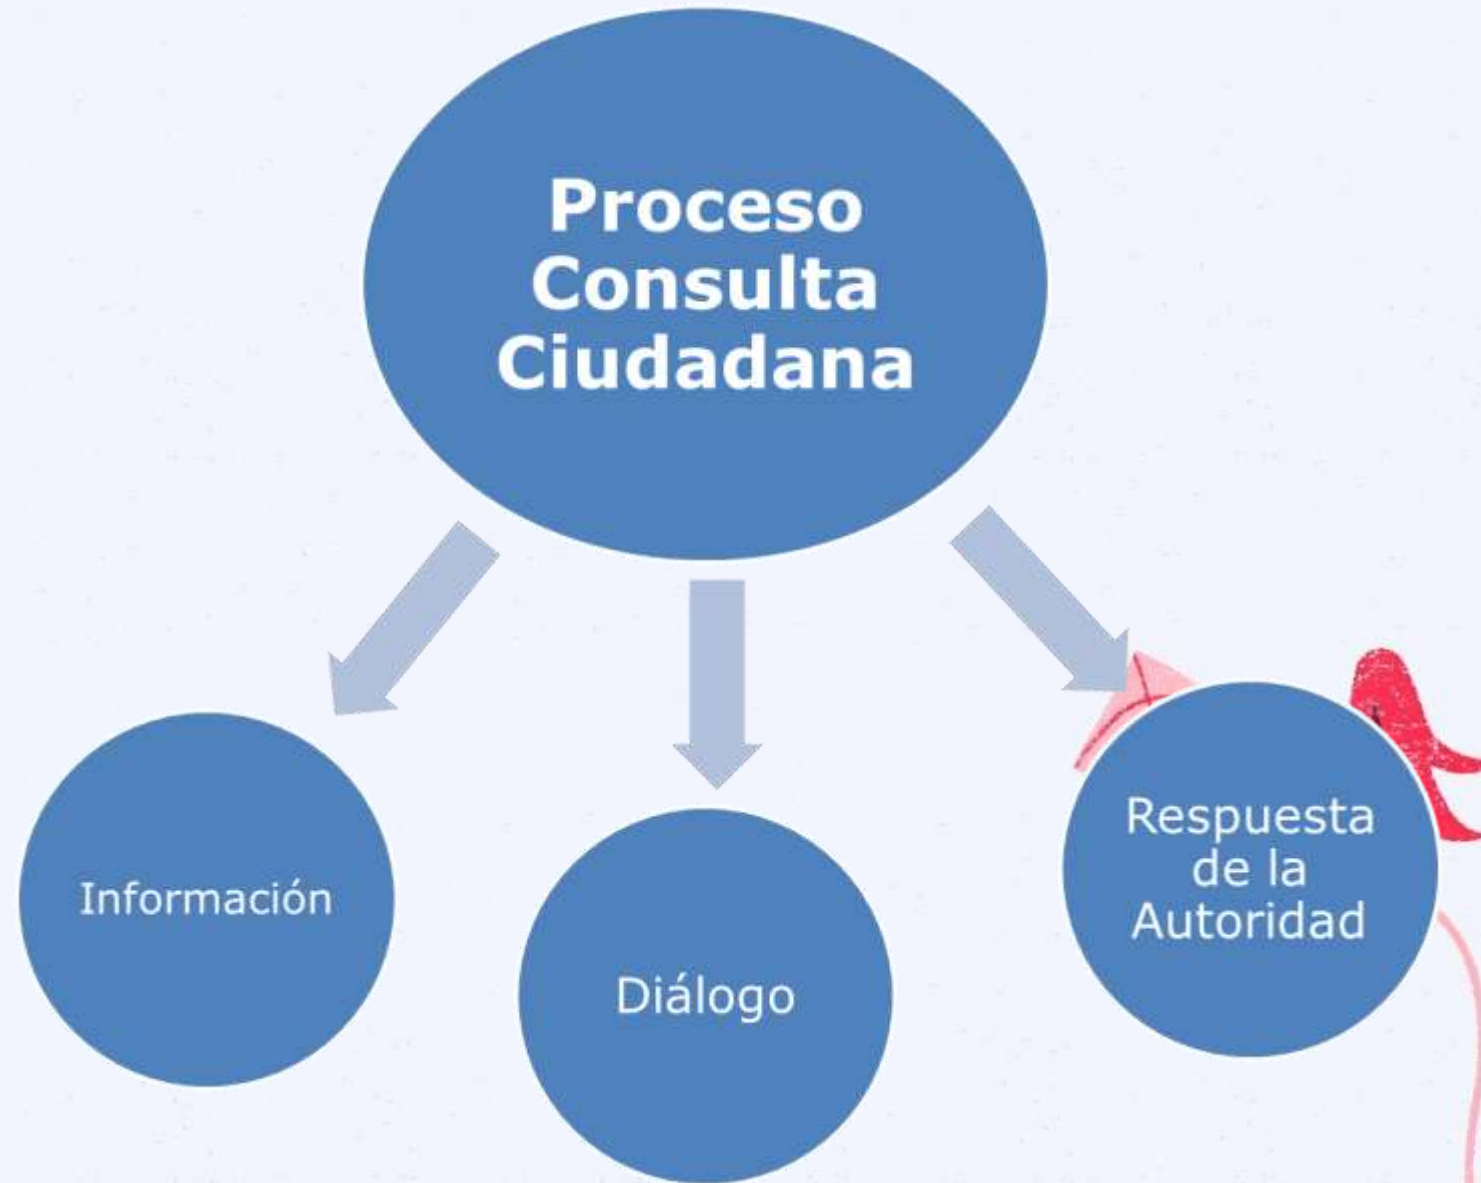 Proceso
Consulta
Ciudadana
Información
Diálogo
Respuesta
de la
Autoridad